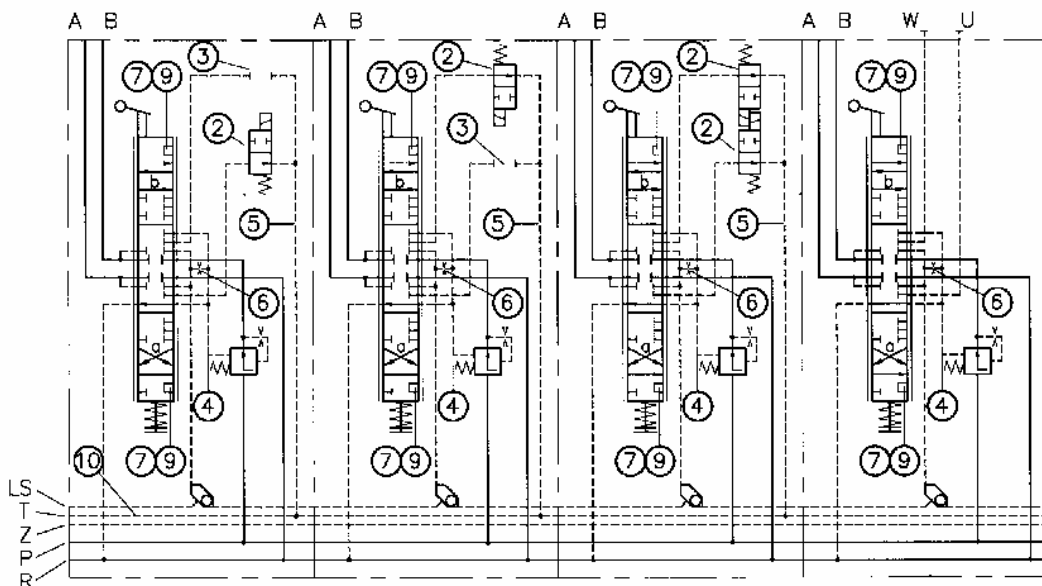 A B A B A B A B W U
3 2 2
7 9 7 9 7 9 7 9
2 3 2
b b b b
5 5 5
6 6 6 6
a a a a
L L L L
4 4 4 4
10 7 9 7 9 7 9 7 9
LS
T
Z
P
R